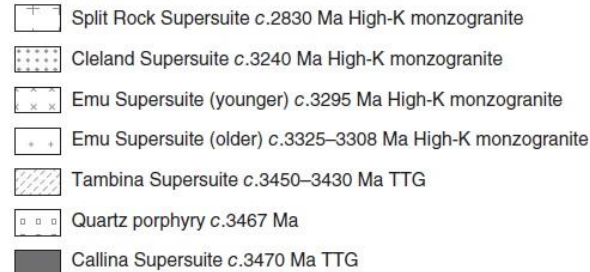 Split Rock Supersuite c.2830 Ma High-K monzogranite
Cleland Supersuite c.3240 Ma High-K monzogranite
Emu Supersuite (younger) c.3295 Ma High-K monzogranite
Emu Supersuite (older) c.3325–3308 Ma High-K monzogranite
Tambina Supersuite c.3450–3430 Ma TTG
Quartz porphyry c.3467 Ma
Callina Supersuite c.3470 Ma TTG